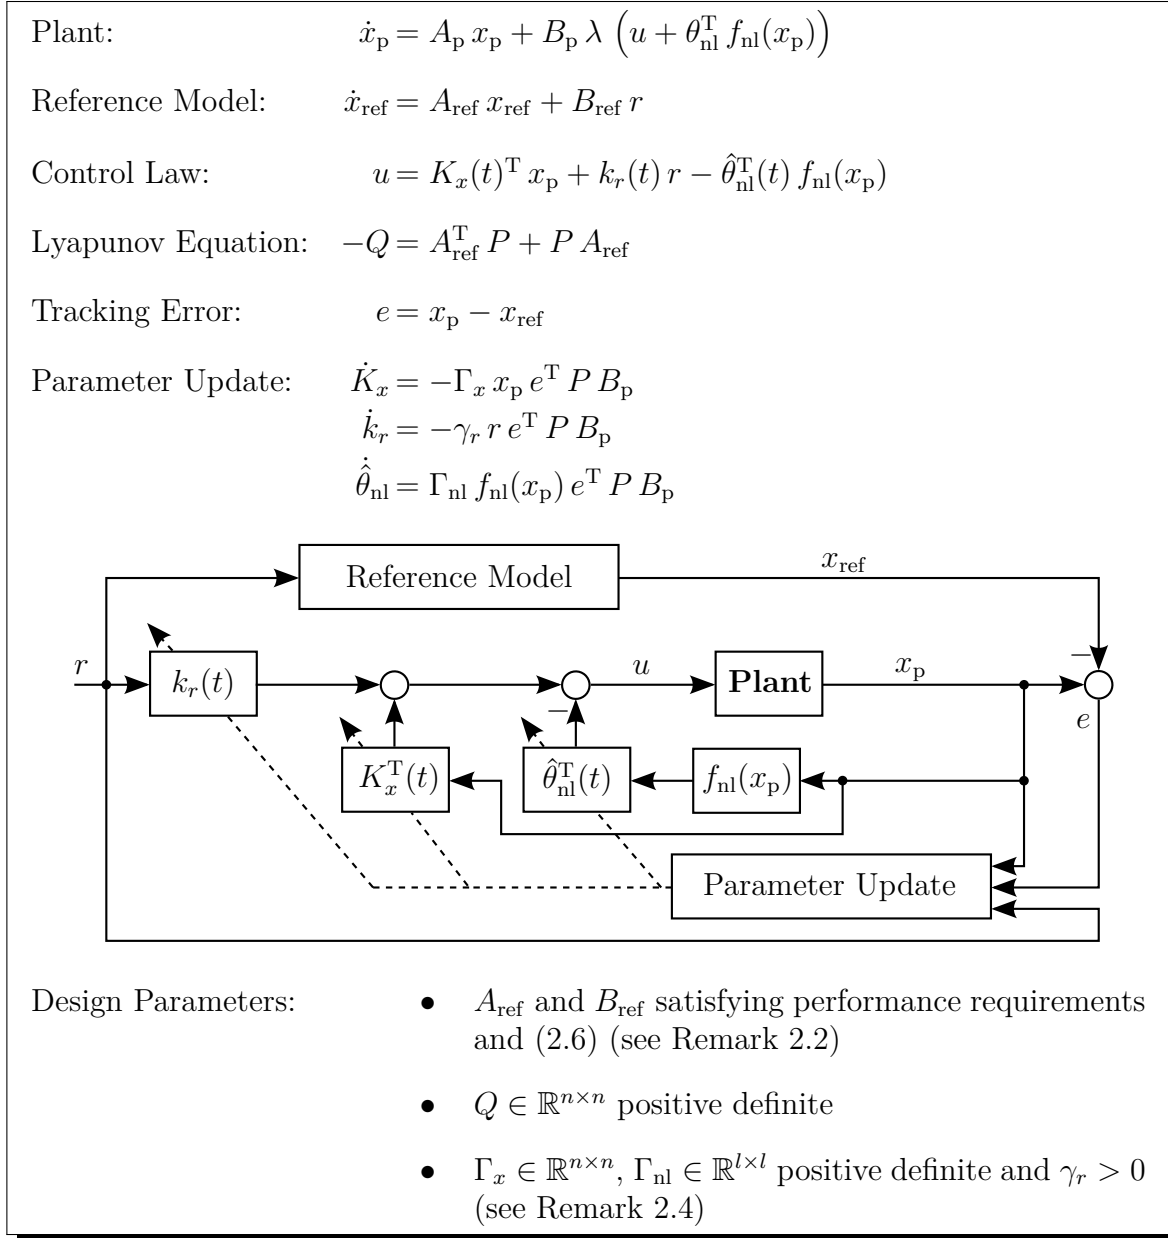 Plant: ẋ_p = A_p x_p + B_p λ (u + θ_nl^T f_nl(x_p))
Reference Model: ẋ_ref = A_ref x_ref + B_ref r
Control Law: u = K_x(t)^T x_p + k_r(t) r − θ̂_nl^T(t) f_nl(x_p)
Lyapunov Equation: −Q = A_ref^T P + P A_ref
Tracking Error: e = x_p − x_ref
Parameter Update: K̇_x = −Γ_x x_p e^T P B_p
k̇_r = −γ_r r e^T P B_p
θ̂̇_nl = Γ_nl f_nl(x_p) e^T P B_p
Reference Model
x_ref
−
r
k_r(t)
u
Plant
x_p
−
e
K_x^T(t)
θ̂_nl^T(t)
f_nl(x_p)
Parameter Update
Design Parameters: • A_ref and B_ref satisfying performance requirements
and (2.6) (see Remark 2.2)
• Q ∈ ℝ^{n×n} positive definite
• Γ_x ∈ ℝ^{n×n}, Γ_nl ∈ ℝ^{l×l} positive definite and γ_r > 0
(see Remark 2.4)